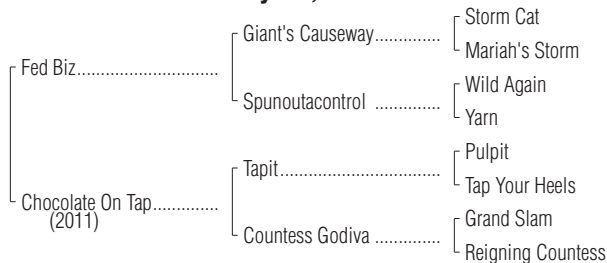 Storm Cat
Giant's Causeway..............
Mariah's Storm
Fed Biz.............................
Wild Again
Spunoutacontrol ..............
Yarn
Pulpit
Tapit.................................
Tap Your Heels
Chocolate On Tap..............
(2011)
Grand Slam
Countess Godiva ..............
Reigning Countess